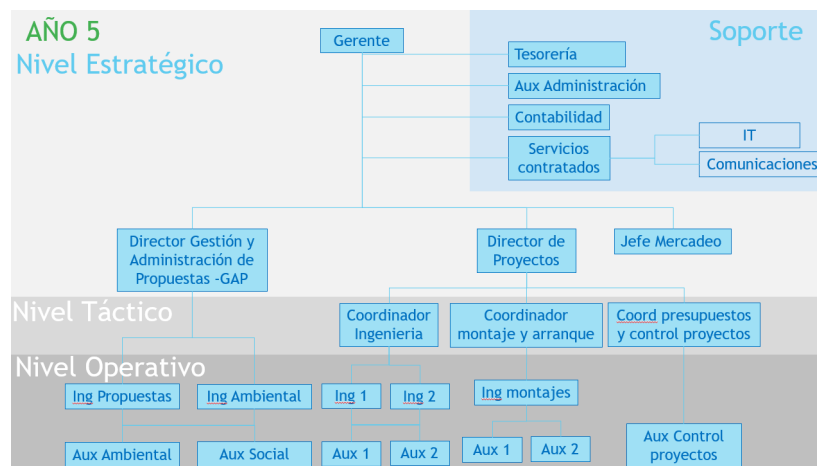 AÑO 5
Nivel Estratégico
Soporte
Gerente
Tesorería
Aux Administración
Contabilidad
Servicios
contratados
IT
Comunicaciones
Director Gestión y
Administración de
Propuestas -GAP
Director de
Proyectos
Jefe Mercadeo
Nivel Táctico
Coordinador
Ingenieria
Coordinador
montaje y arranque
Coord presupuestos
y control proyectos
Nivel Operativo
Ing Propuestas
Ing Ambiental
Ing 1
Ing 2
Ing montajes
Aux Ambiental
Aux Social
Aux 1
Aux 2
Aux 1
Aux 2
Aux Control
proyectos